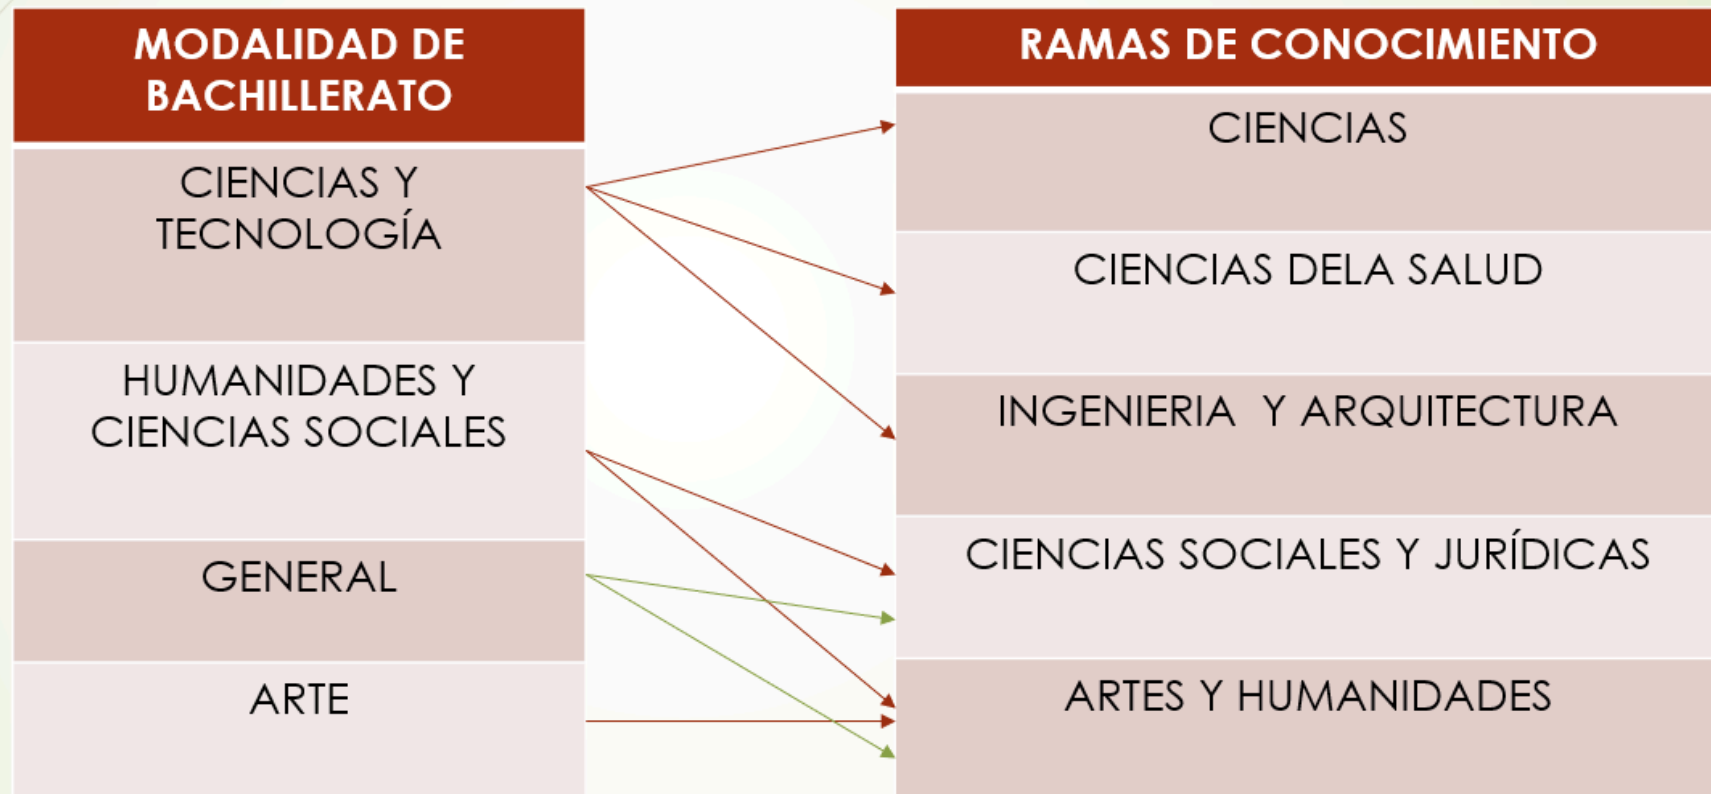 MODALIDAD DE
BACHILLERATO
CIENCIAS Y
TECNOLOGÍA
HUMANIDADES Y
CIENCIAS SOCIALES
GENERAL
ARTE
RAMAS DE CONOCIMIENTO
CIENCIAS
CIENCIAS DELA SALUD
INGENIERIA Y ARQUITECTURA
CIENCIAS SOCIALES Y JURÍDICAS
ARTES Y HUMANIDADES